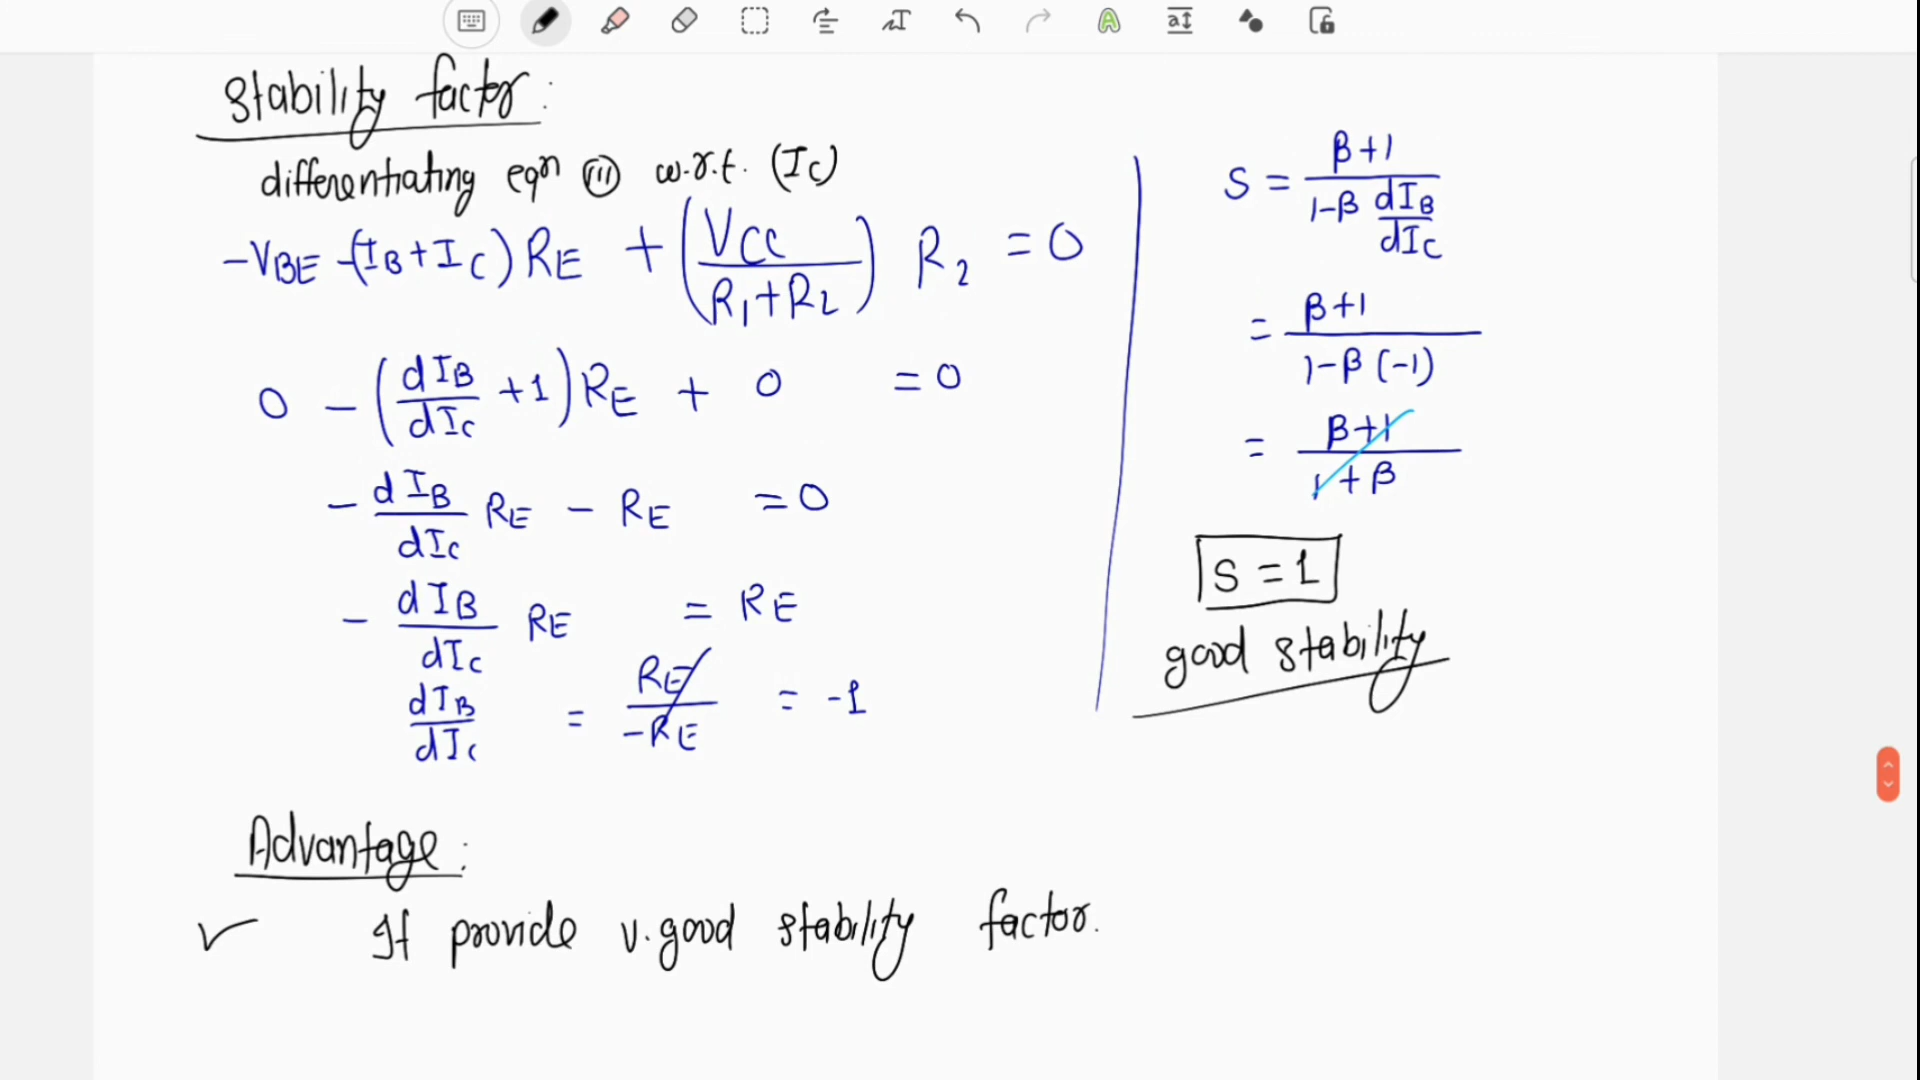 Stability factor :
differentiating eqⁿ (iii) w.r.t. (Ic)
-VBE -(IB+Ic) RE + (Vcc / R1+R2) R2 = 0
0 - (dIB/dIc +1) RE + 0 = 0
- dIB/dIc RE - RE = 0
- dIB/dIc RE = RE
dIB/dIc = RE/-RE = -1
S = β+1 / 1-β dIB/dIc
= β+1 / 1-β (-1)
= β+1 / 1+β
S = 1
good stability
Advantage :
✓ It provide v.good stability factor.